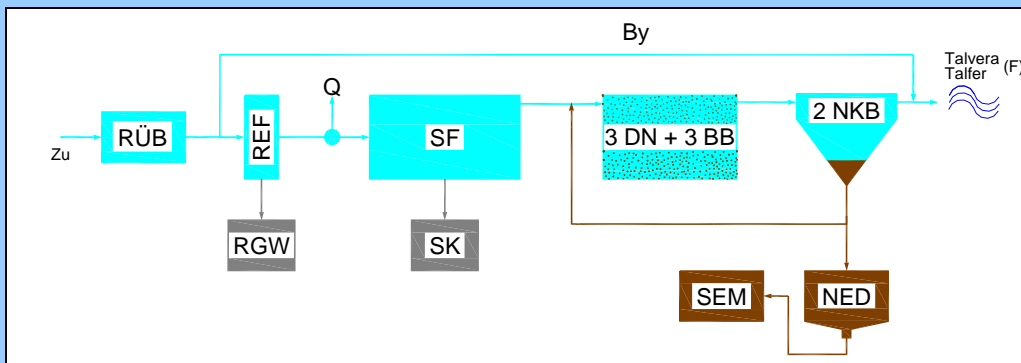 By
Talvera
Talfer (F)
Q
Zu
RÜB
REF
SF
3 DN + 3 BB
2 NKB
RGW
SK
SEM
NED